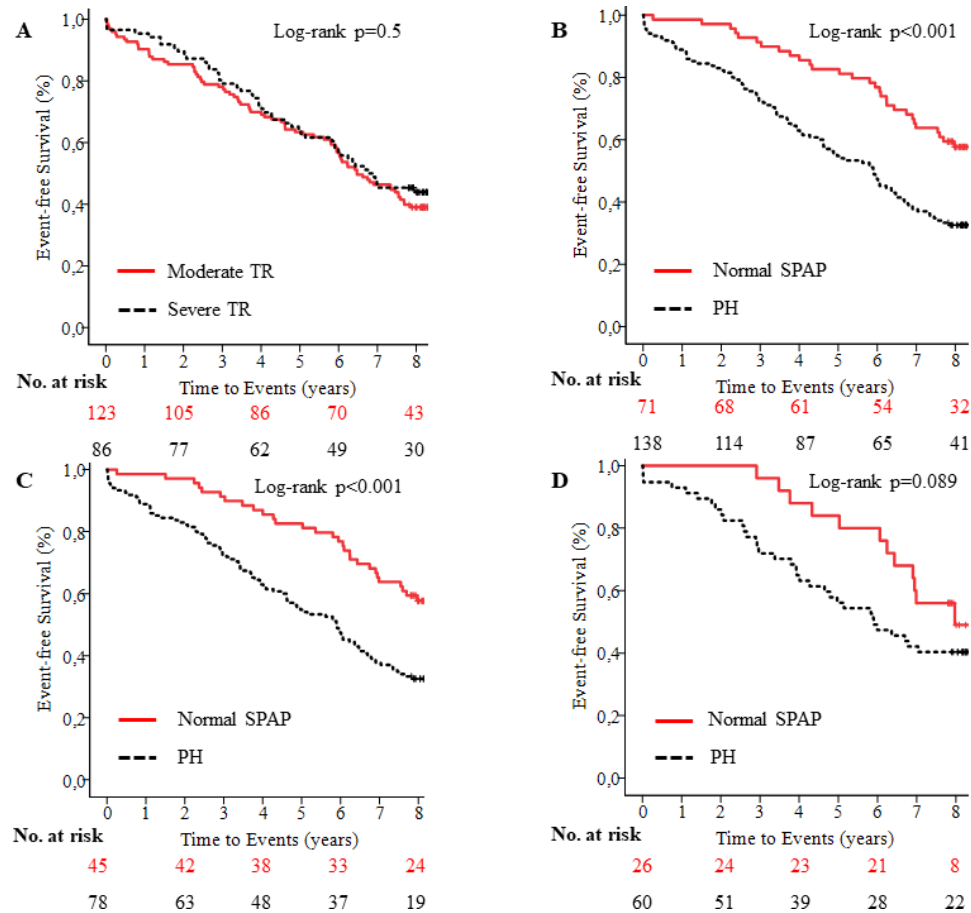 A
Log-rank p=0.5
Event-free Survival (%)
1,0
0,8
0,6
0,4
0,2
0,0
Moderate TR
Severe TR
0 1 2 3 4 5 6 7 8
No. at risk
Time to Events (years)
123 105 86 70 43
86 77 62 49 30
B
Log-rank p<0.001
Event-free Survival (%)
1,0
0,8
0,6
0,4
0,2
0,0
Normal SPAP
PH
0 1 2 3 4 5 6 7 8
No. at risk
Time to Events (years)
71 68 61 54 32
138 114 87 65 41
C
Log-rank p<0.001
Event-free Survival (%)
1,0
0,8
0,6
0,4
0,2
0,0
Normal SPAP
PH
0 1 2 3 4 5 6 7 8
No. at risk
Time to Events (years)
45 42 38 33 24
78 63 48 37 19
D
Log-rank p=0.089
Event-free Survival (%)
1,0
0,8
0,6
0,4
0,2
0,0
Normal SPAP
PH
0 1 2 3 4 5 6 7 8
No. at risk
Time to Events (years)
26 24 23 21 8
60 51 39 28 22